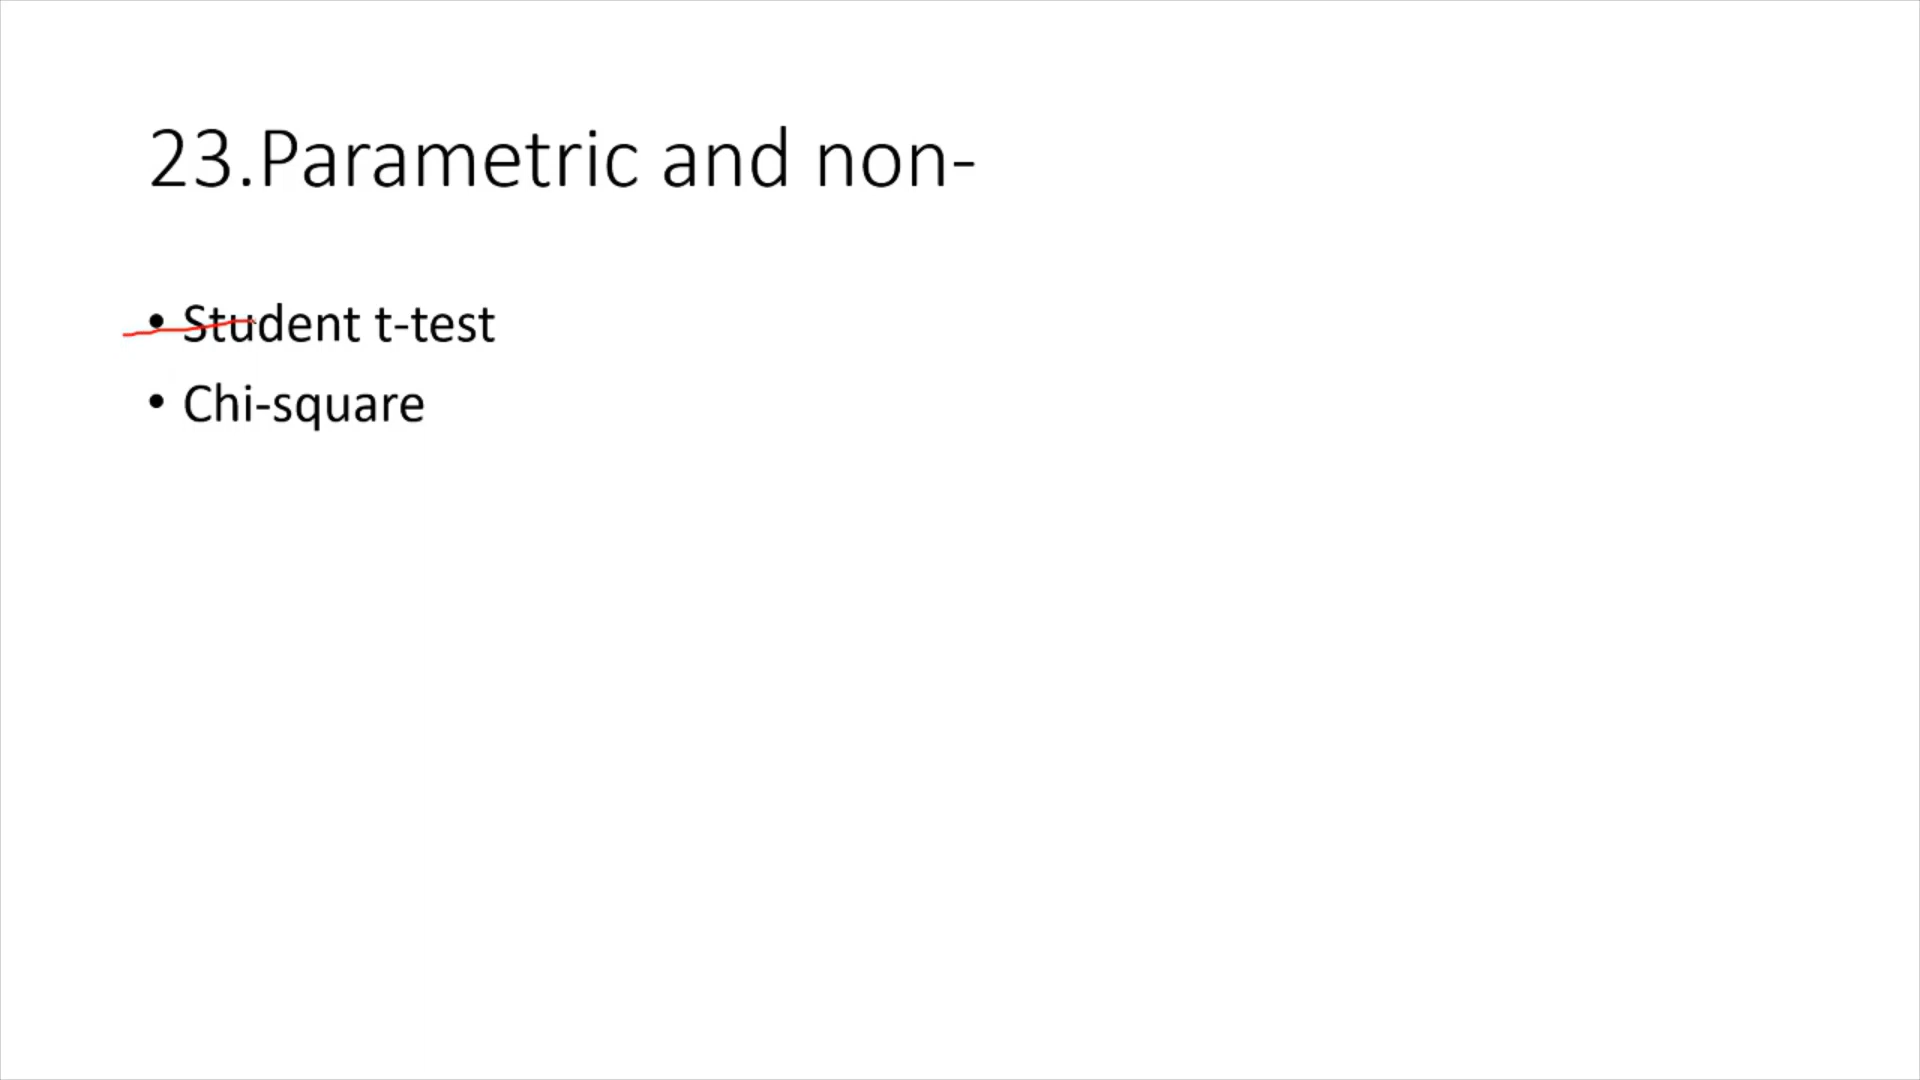 23.Parametric and non-
• Student t-test
• Chi-square